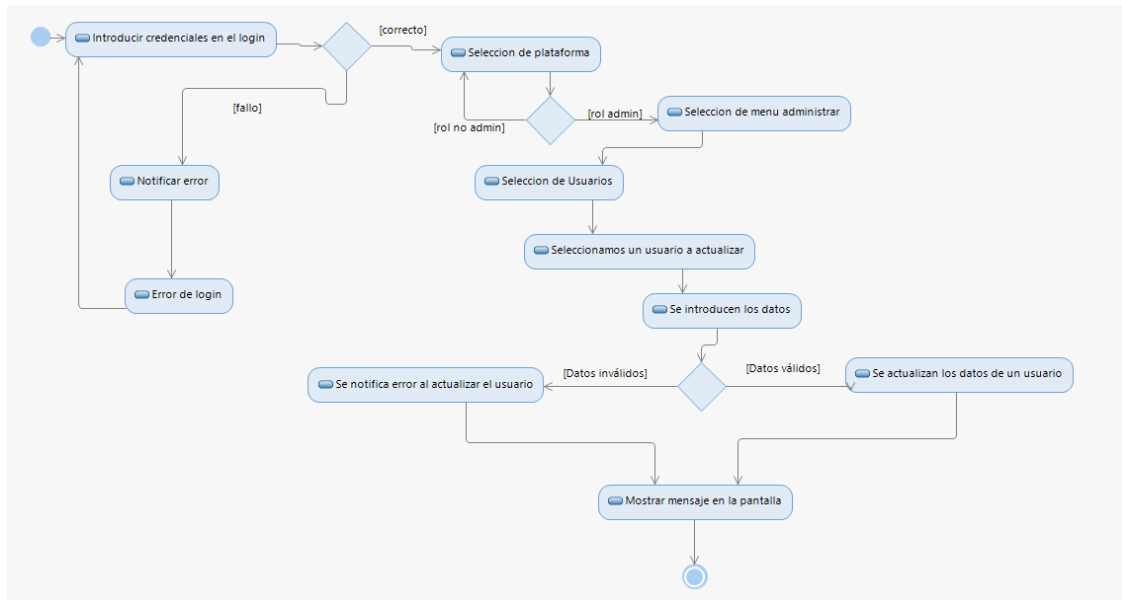 Introducir credenciales en el login
[correcto]
Seleccion de plataforma
[fallo]
[rol no admin]
[rol admin]
Seleccion de menu administrar
Notificar error
Seleccion de Usuarios
Seleccionamos un usuario a actualizar
Error de login
Se introducen los datos
Se notifica error al actualizar el usuario
[Datos inválidos]
[Datos válidos]
Se actualizan los datos de un usuario
Mostrar mensaje en la pantalla